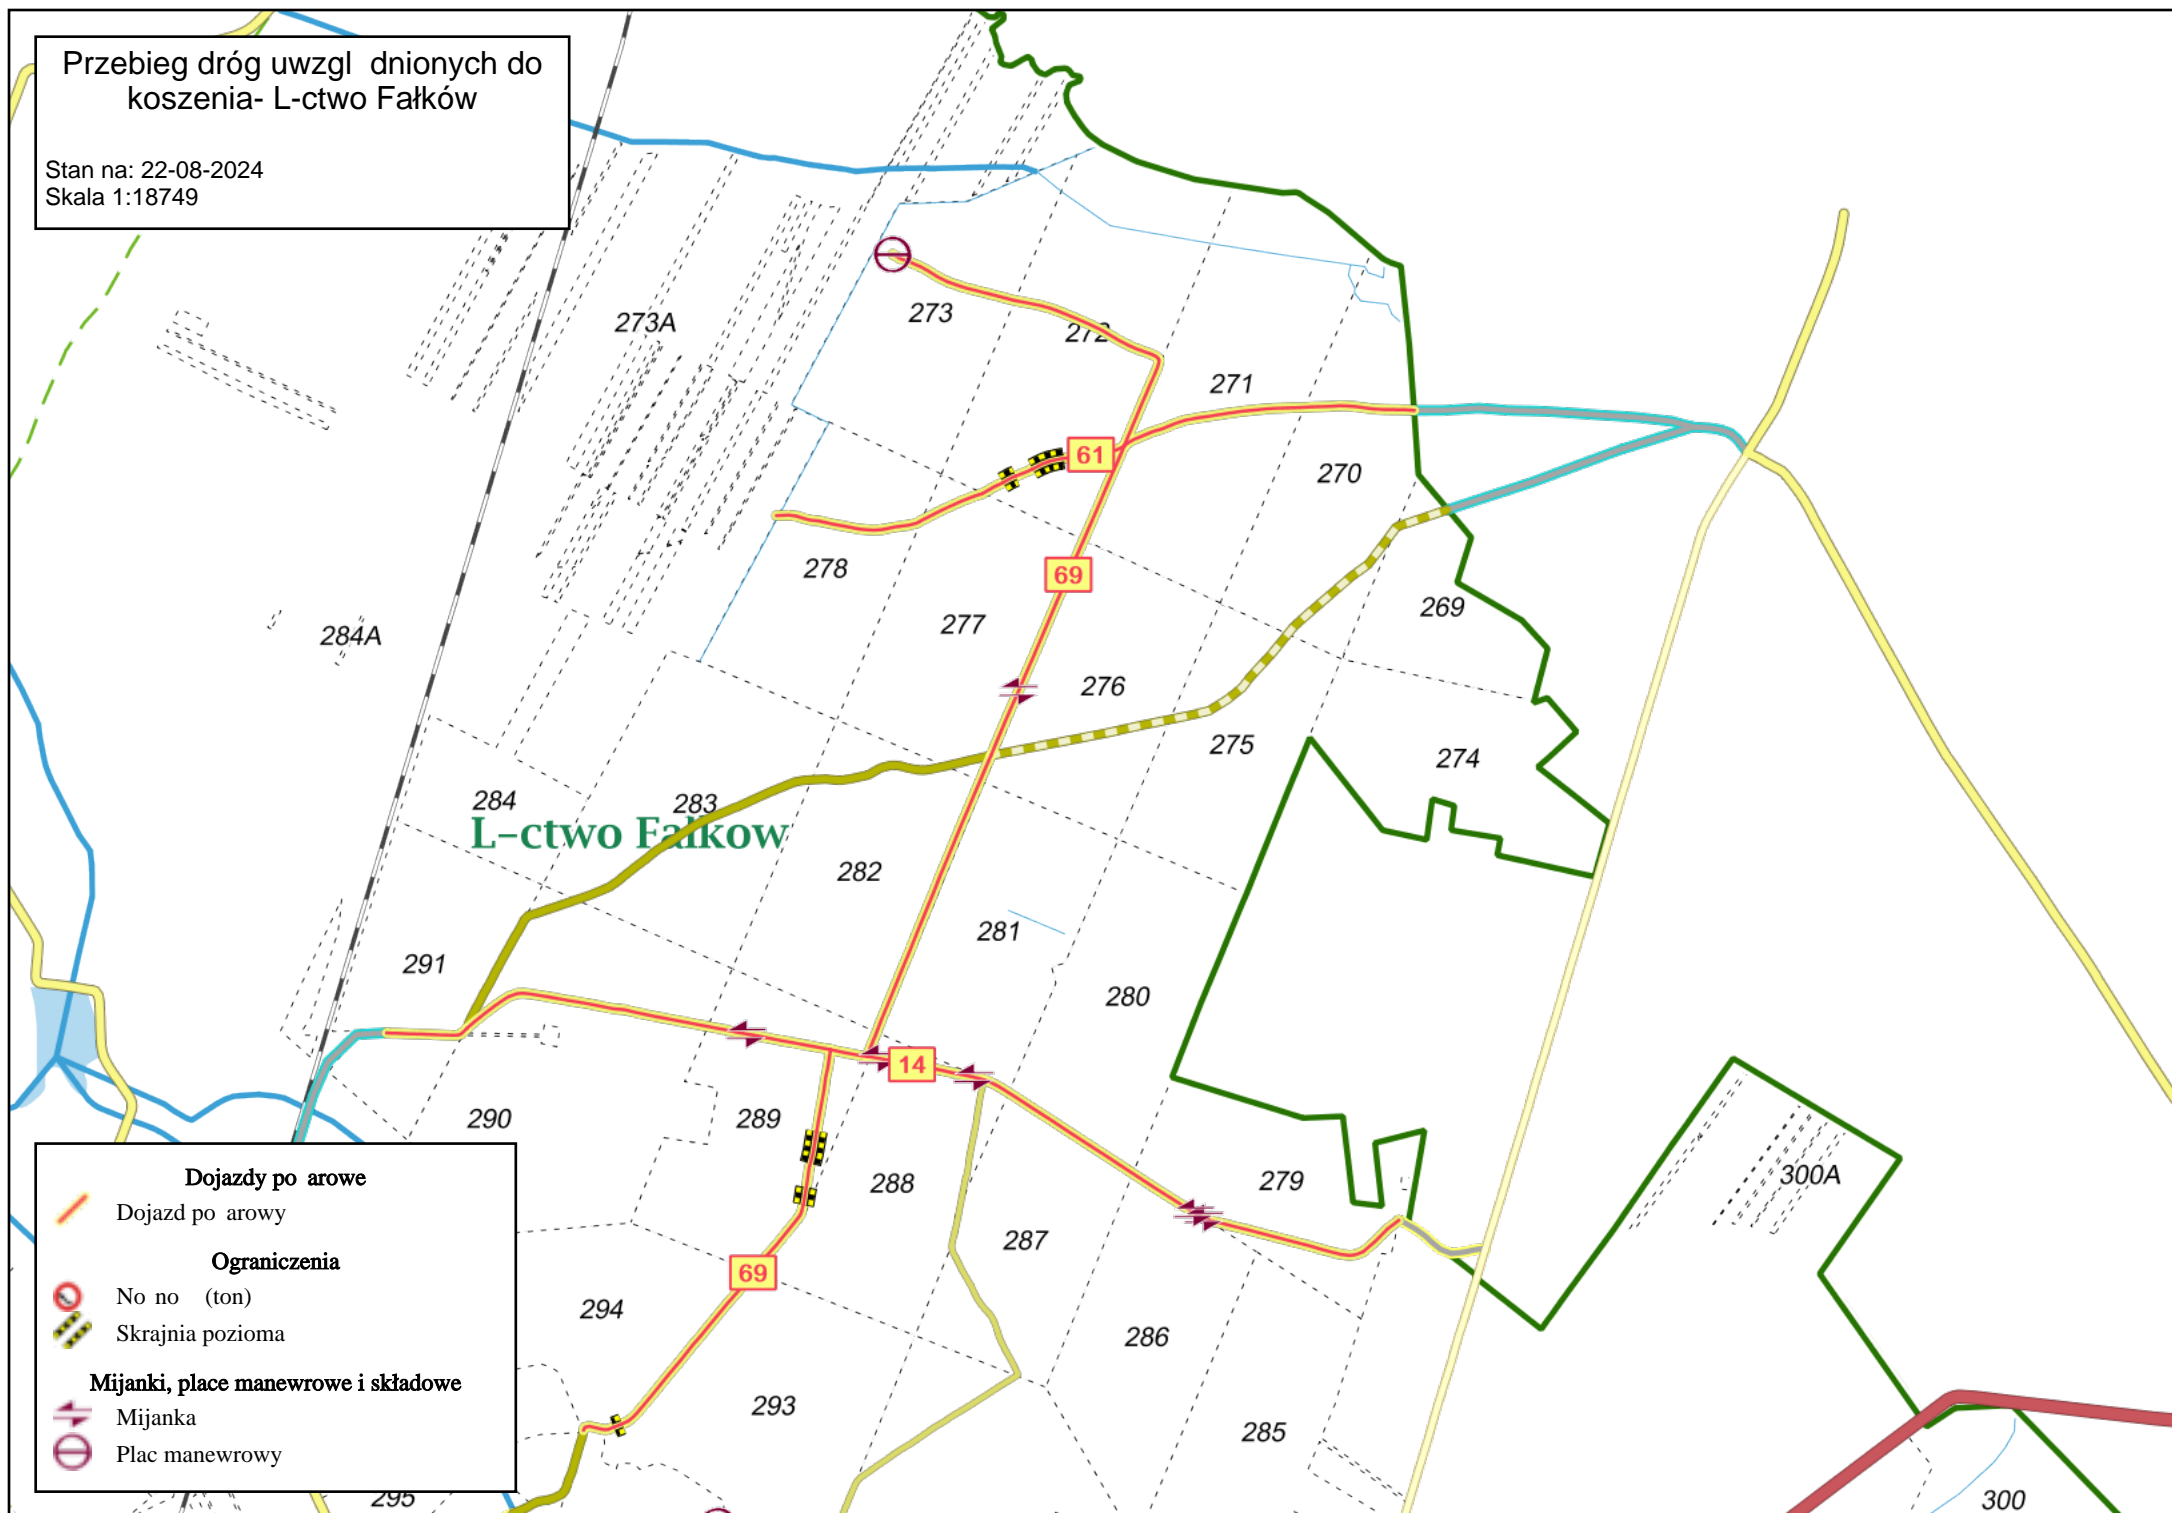 Przebieg dróg uwzgl dnionych do
koszenia- L-ctwo Fałków
Stan na: 22-08-2024
Skala 1:18749
273
273A
272
271
61
270
278
69
269
277
284A
276
275
274
284
283
L-ctwo Fałkow
282
281
291
280
14
290
289
279
300A
288
287
69
294
286
293
285
295
300
Dojazdy po arowe
Dojazd po arowy
Ograniczenia
No no (ton)
Skrajnia pozioma
Mijanki, place manewrowe i składowe
Mijanka
Plac manewrowy